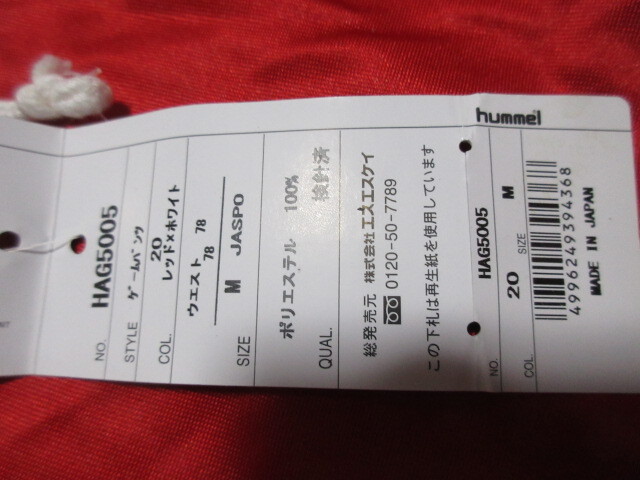 hummel
NO. HAG5005
STYLE ゲームパンツ
COL. 20
レッド×ホワイト
ウエスト 78
78
SIZE M JASPO
QUAL. ポリエステル 100%
検針済
総発売元 株式会社エスエスケイ
0120-50-7789
この下札は再生紙を使用しています
NO. HAG5005
COL. 20 SIZE M
4996249394368
MADE IN JAPAN